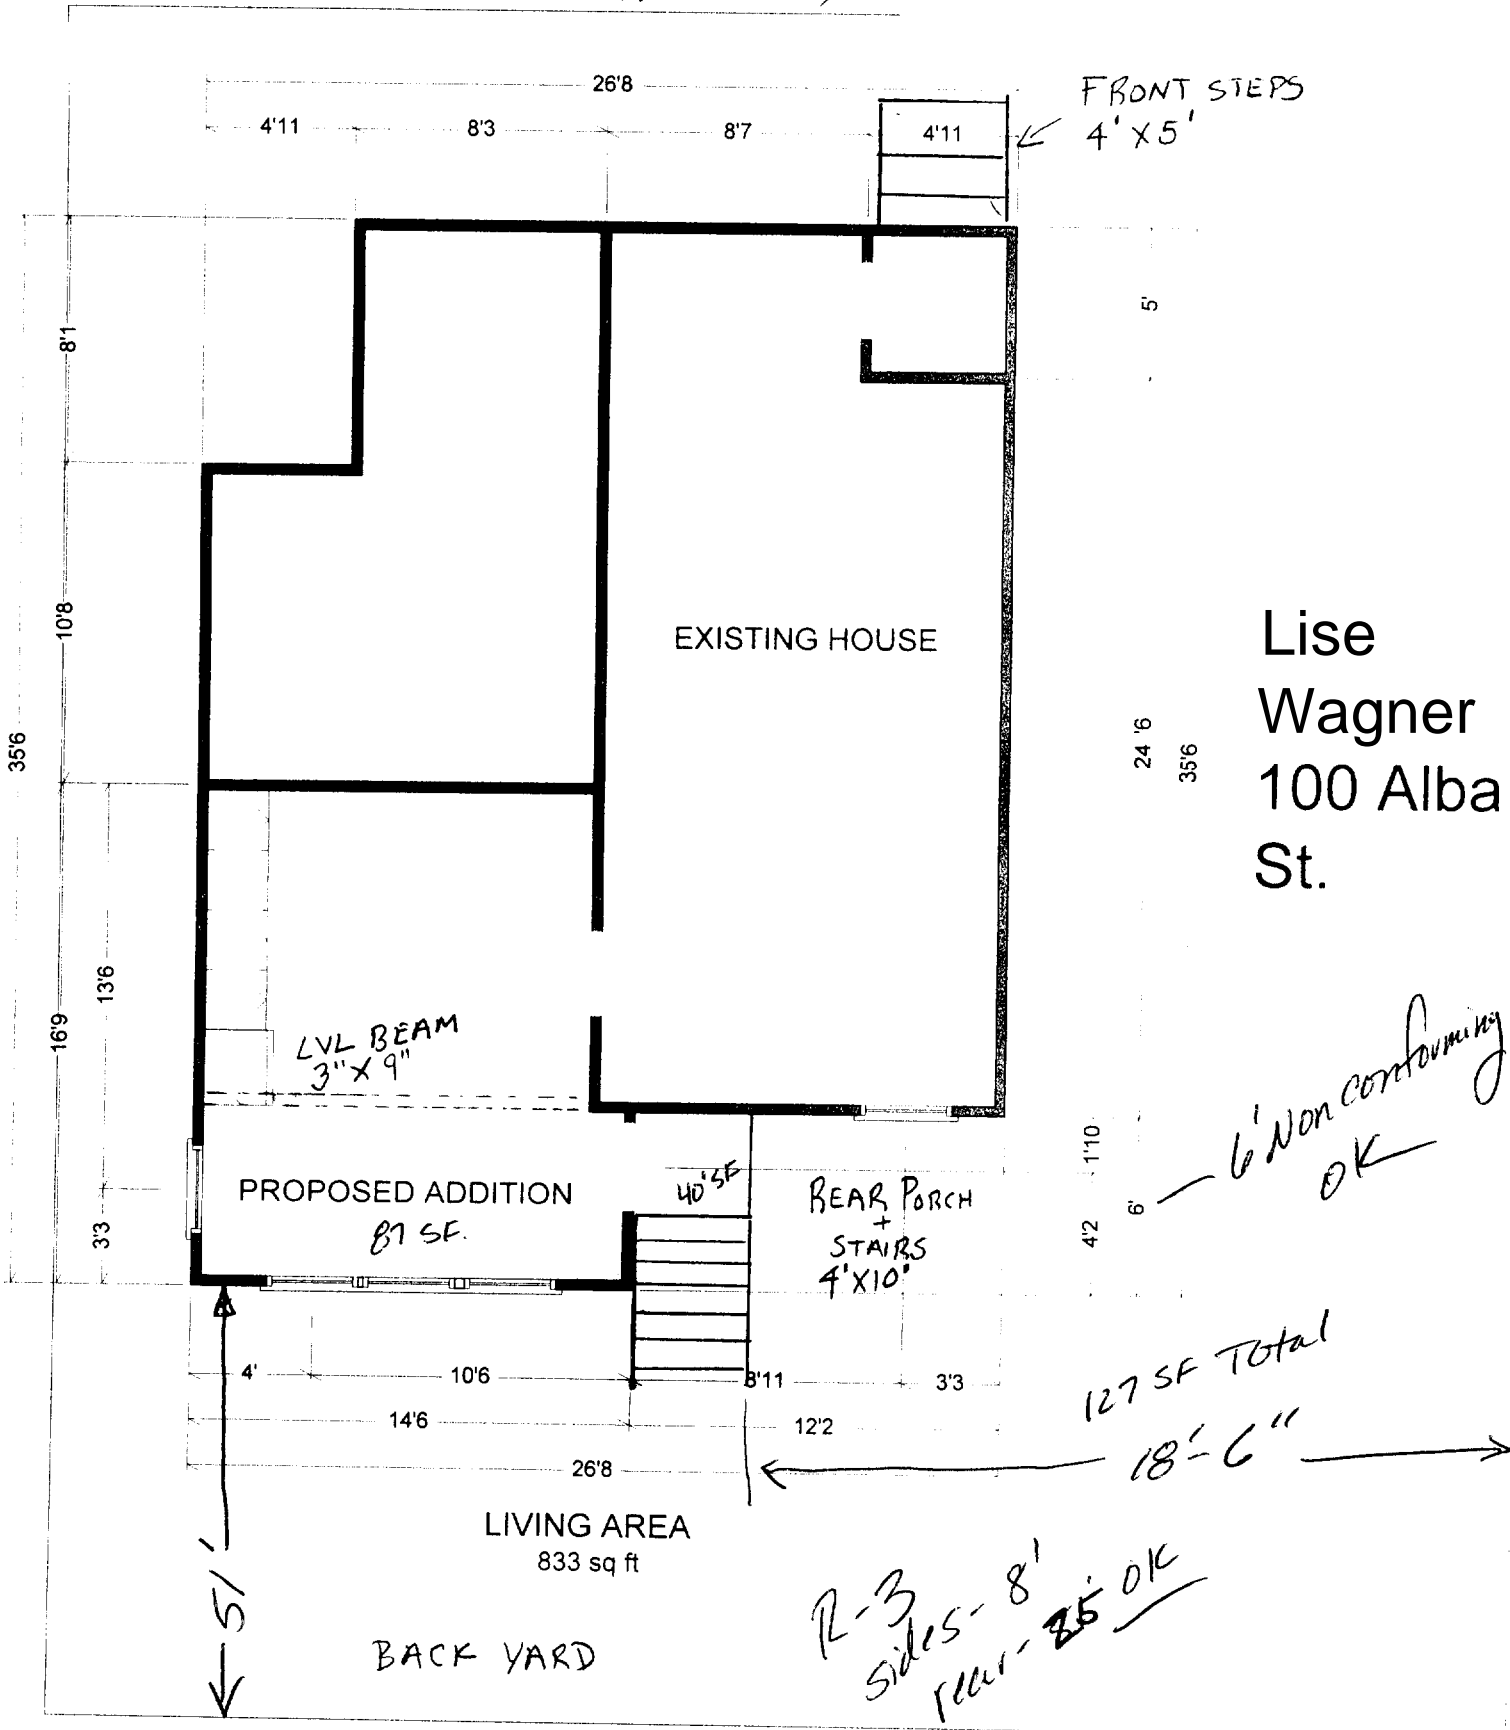 26'8
4'11
8'3
8'7
4'11
FRONT STEPS
4' X 5'
8'1
5'
10'8
35'6
EXISTING HOUSE
24 '6
35'6
Lise
Wagner
100 Alba
St.
13'6
16'9
LVL BEAM
3" X 9"
6' Non conforming
OK
1'10
4'2
6'
PROPOSED ADDITION
87 SF.
3'3
40 'SF
REAR PORCH
+
STAIRS
4' X 10'
4'
10'6
8'11
3'3
14'6
12'2
26'8
127 SF Total
18'-6"
LIVING AREA
833 sq ft
51'
BACK YARD
R-3
sides - 8'
rear - 25' OK